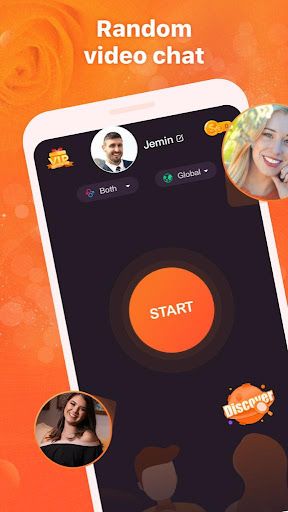 Random
video chat
VIP
Jemin
Both
Global
START
Discover